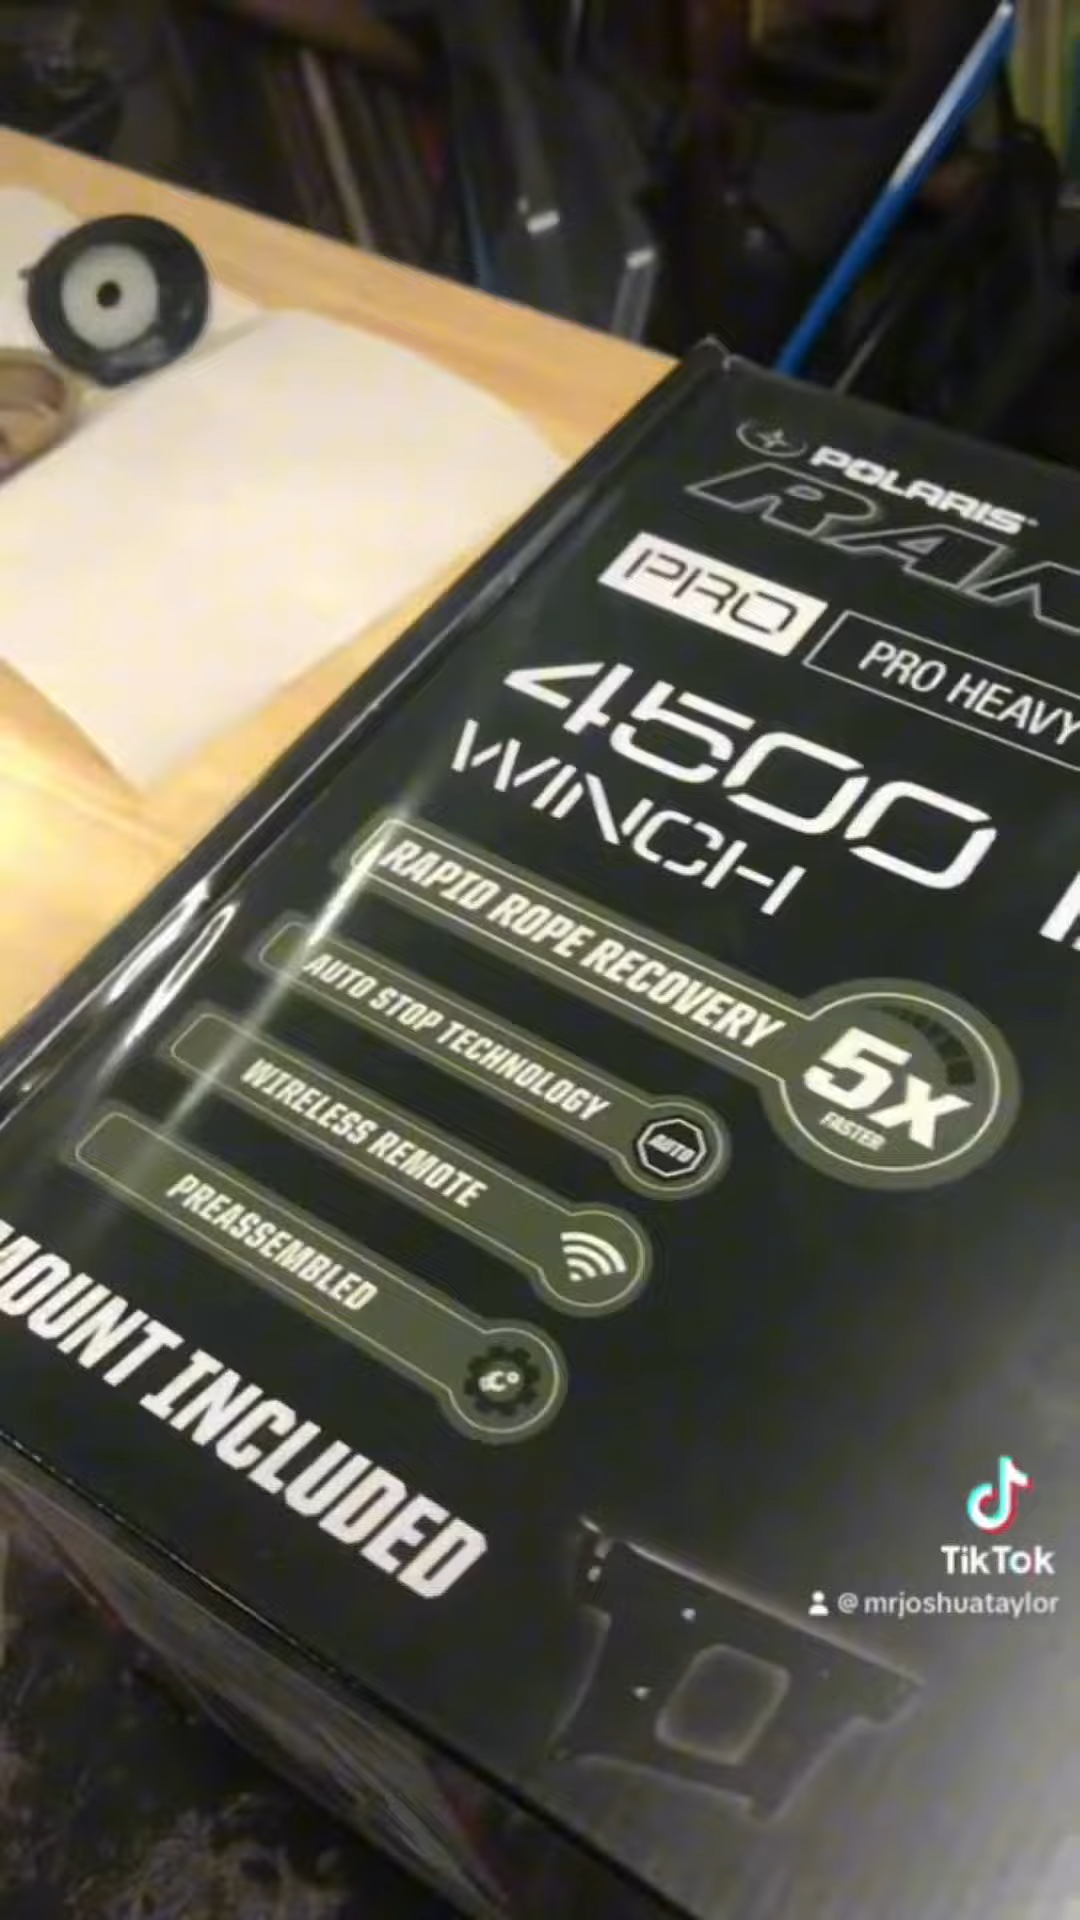 POLARIS
RAN
PRO
PRO HEAVY
4500
WINCH
RAPID ROPE RECOVERY
5X
FASTER
AUTO STOP TECHNOLOGY
AUTO
WIRELESS REMOTE
PREASSEMBLED
MOUNT INCLUDED
TikTok
@mrjoshuataylor